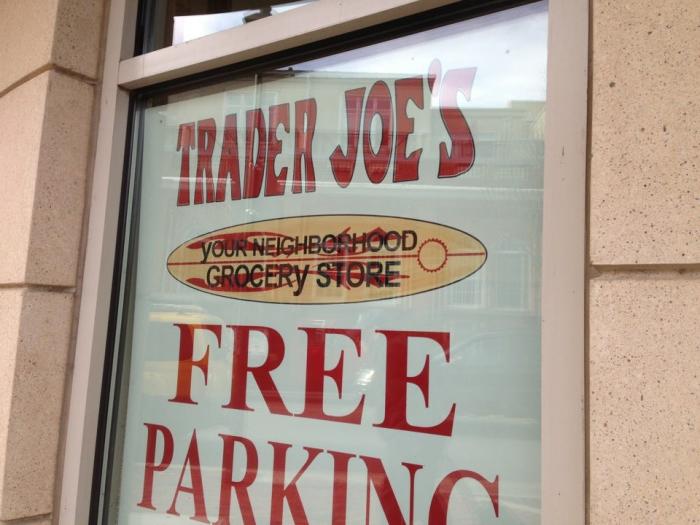 TRADER JOE'S
yOUR NEIGHBORHOOD
GROCERy STORE
FREE
PARKING